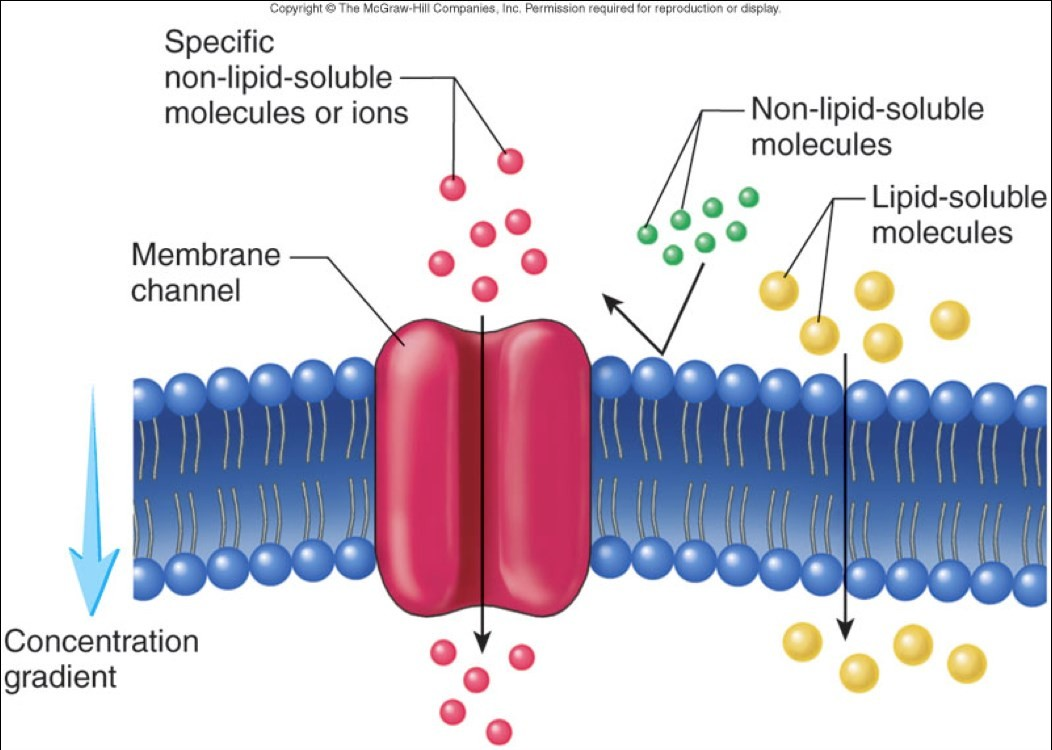 Copyright © The McGraw-Hill Companies, Inc. Permission required for reproduction or display.
Specific
non-lipid-soluble
molecules or ions
Non-lipid-soluble
molecules
Lipid-soluble
molecules
Membrane
channel
Concentration
gradient